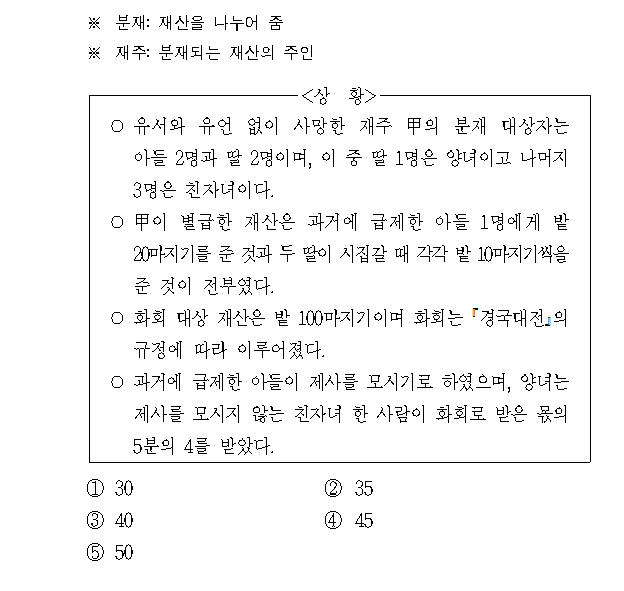 ※ 분재: 재산을 나누어 줌
※ 재주: 분재되는 재산의 주인
<상 황>
○ 유서와 유언 없이 사망한 재주 甲의 분재 대상자는
아들 2명과 딸 2명이며, 이 중 딸 1명은 양녀이고 나머지
3명은 친자녀이다.
○ 甲이 별급한 재산은 과거에 급제한 아들 1명에게 밭
20마지기를 준 것과 두 딸이 시집갈 때 각각 밭 10마지기씩을
준 것이 전부였다.
○ 화회 대상 재산은 밭 100마지기이며 화회는 『경국대전』의
규정에 따라 이루어졌다.
○ 과거에 급제한 아들이 제사를 모시기로 하였으며, 양녀는
제사를 모시지 않는 친자녀 한 사람이 화회로 받은 몫의
5분의 4를 받았다.
① 30 ② 35
③ 40 ④ 45
⑤ 50